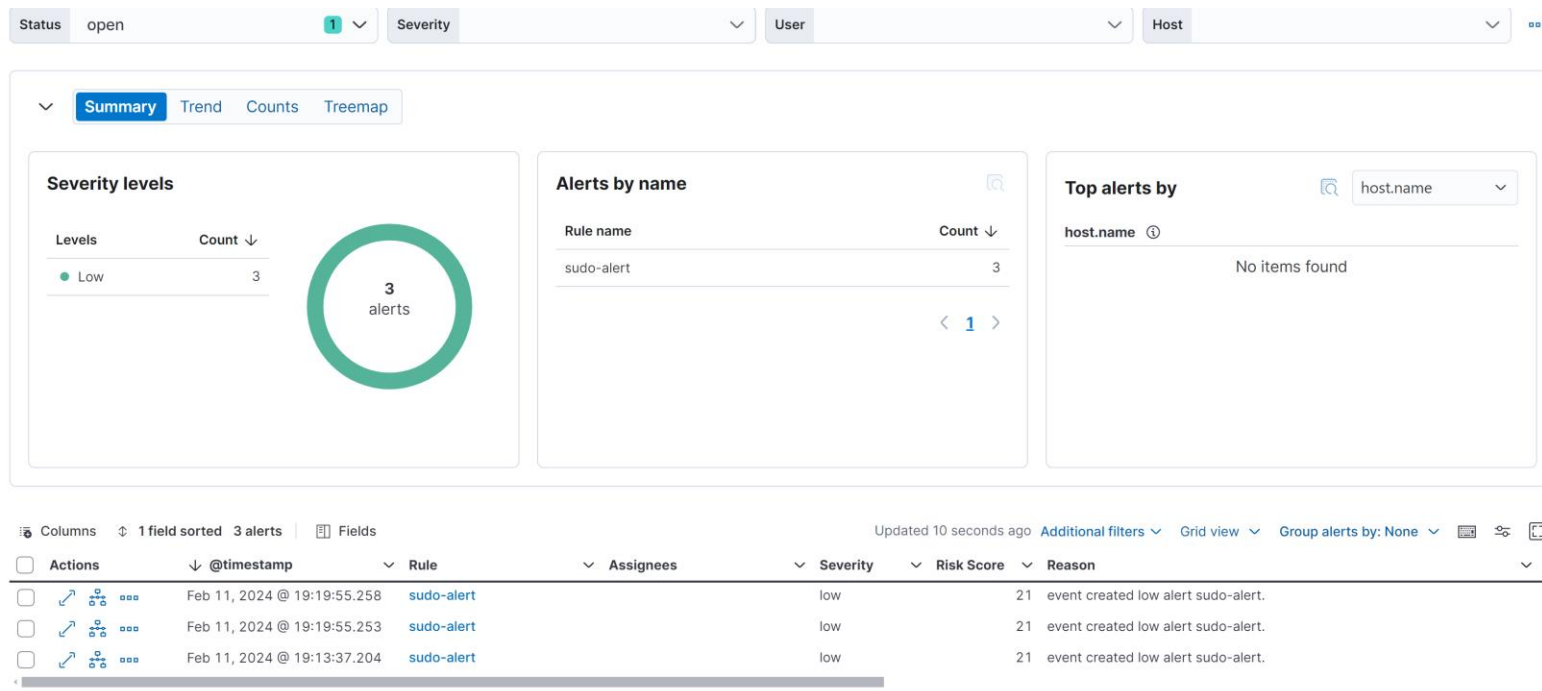 Status open 1 Severity User Host
Summary Trend Counts Treemap
Severity levels
Levels Count
Low 3
3
alerts
Alerts by name
Rule name Count
sudo-alert 3
1
Top alerts by host.name
host.name
No items found
Columns 1 field sorted 3 alerts Fields Updated 10 seconds ago Additional filters Grid view Group alerts by: None
Actions @timestamp Rule Assignees Severity Risk Score Reason
Feb 11, 2024 @ 19:19:55.258 sudo-alert low 21 event created low alert sudo-alert.
Feb 11, 2024 @ 19:19:55.253 sudo-alert low 21 event created low alert sudo-alert.
Feb 11, 2024 @ 19:13:37.204 sudo-alert low 21 event created low alert sudo-alert.